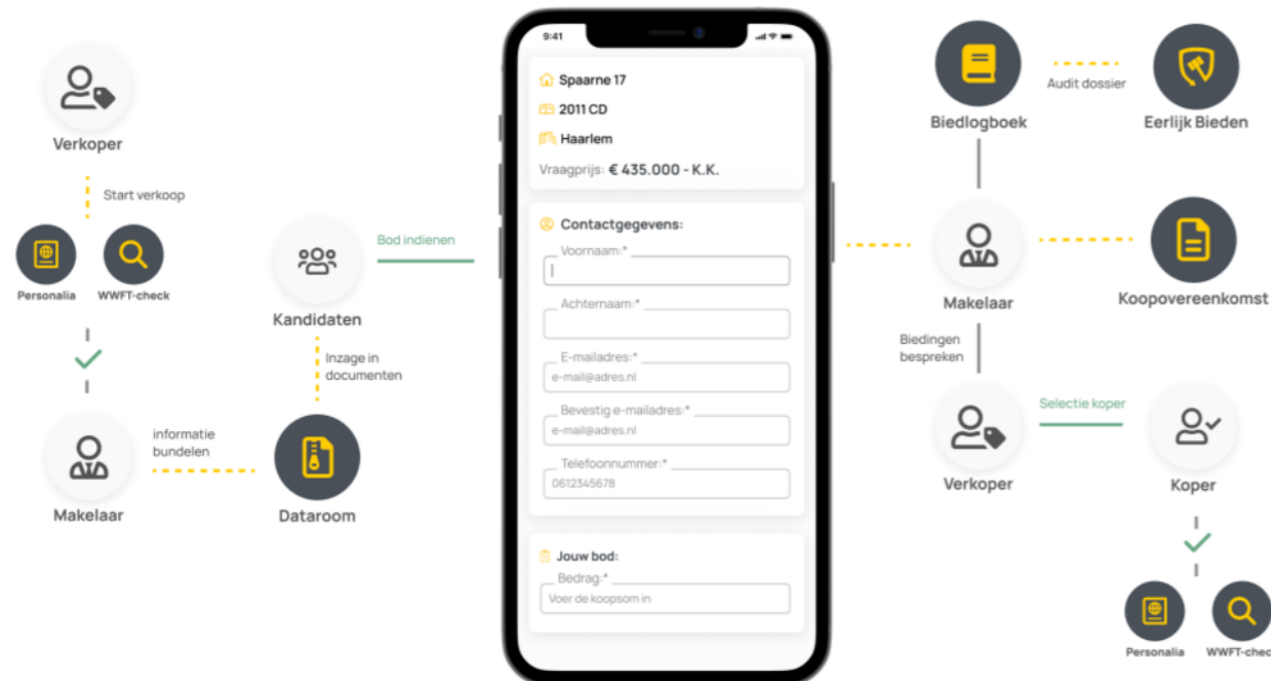 Verkoper
Start verkoop
Personalia
WWFT-check
Makelaar
informatie
bundelen
Dataroom
Inzage in
documenten
Kandidaten
Bod indienen
9:41
Spaarne 17
2011 CD
Haarlem
Vraagprijs: € 435.000 - K.K.
Contactgegevens:
Voornaam:*
Achternaam:*
E-mailadres:*
e-mail@adres.nl
Bevestig e-mailadres:*
e-mail@adres.nl
Telefoonnummer:*
0612345678
Jouw bod:
Bedrag:*
Voer de koopsom in
Biedlogboek
Audit dossier
Eerlijk Bieden
Makelaar
Koopovereenkomst
Biedingen
bespreken
Verkoper
Selectie koper
Koper
Personalia
WWFT-chec